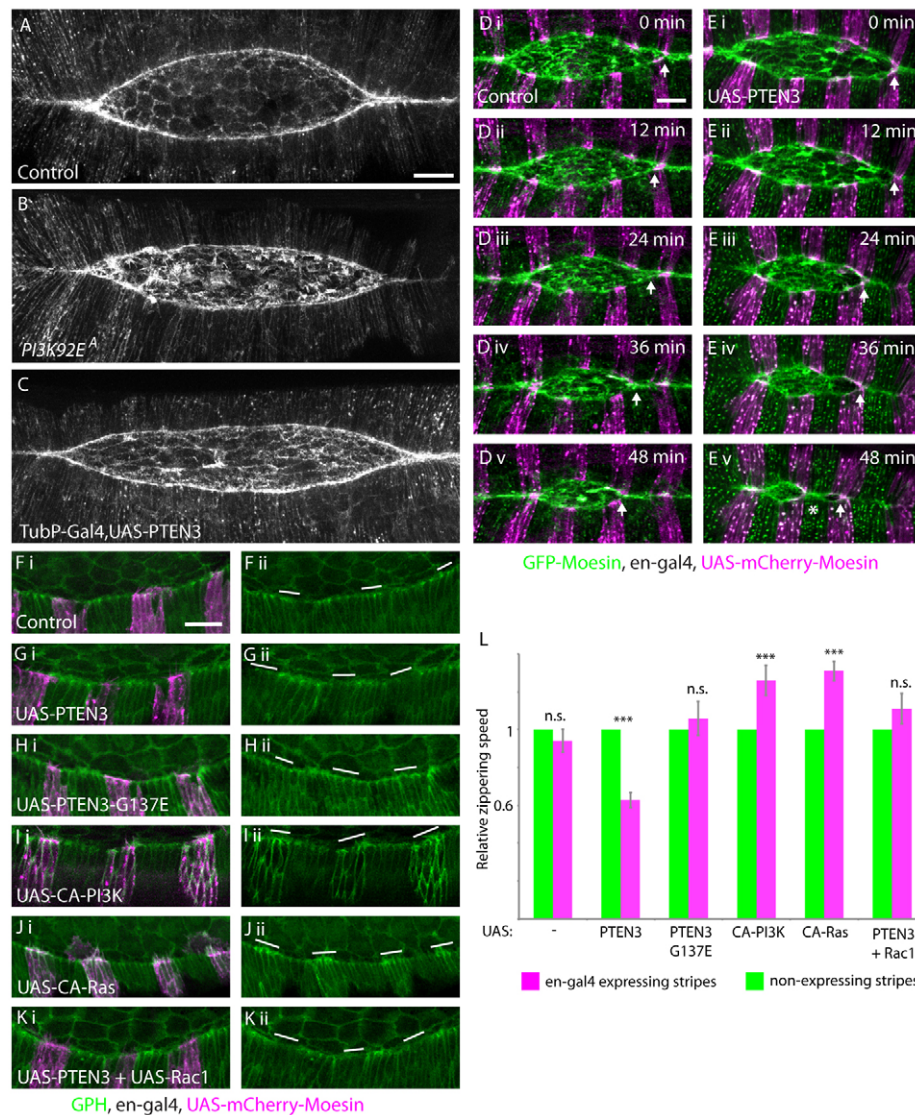 A
Control
B
PI3K92E A
C
TubP-Gal4,UAS-PTEN3
D i
0 min
Control
D ii
12 min
D iii
24 min
D iv
36 min
D v
48 min
E i
0 min
UAS-PTEN3
E ii
12 min
E iii
24 min
E iv
36 min
E v
48 min
*
GFP-Moesin, en-gal4, UAS-mCherry-Moesin
F i
Control
F ii
G i
UAS-PTEN3
G ii
H i
UAS-PTEN3-G137E
H ii
I i
UAS-CA-PI3K
I ii
J i
UAS-CA-Ras
J ii
K i
UAS-PTEN3 + UAS-Rac1
K ii
GPH, en-gal4, UAS-mCherry-Moesin
L
Relative zippering speed
1
0.6
n.s.
***
n.s.
***
***
n.s.
UAS:
-
PTEN3
PTEN3
G137E
CA-PI3K
CA-Ras
PTEN3
+ Rac1
en-gal4 expressing stripes
non-expressing stripes